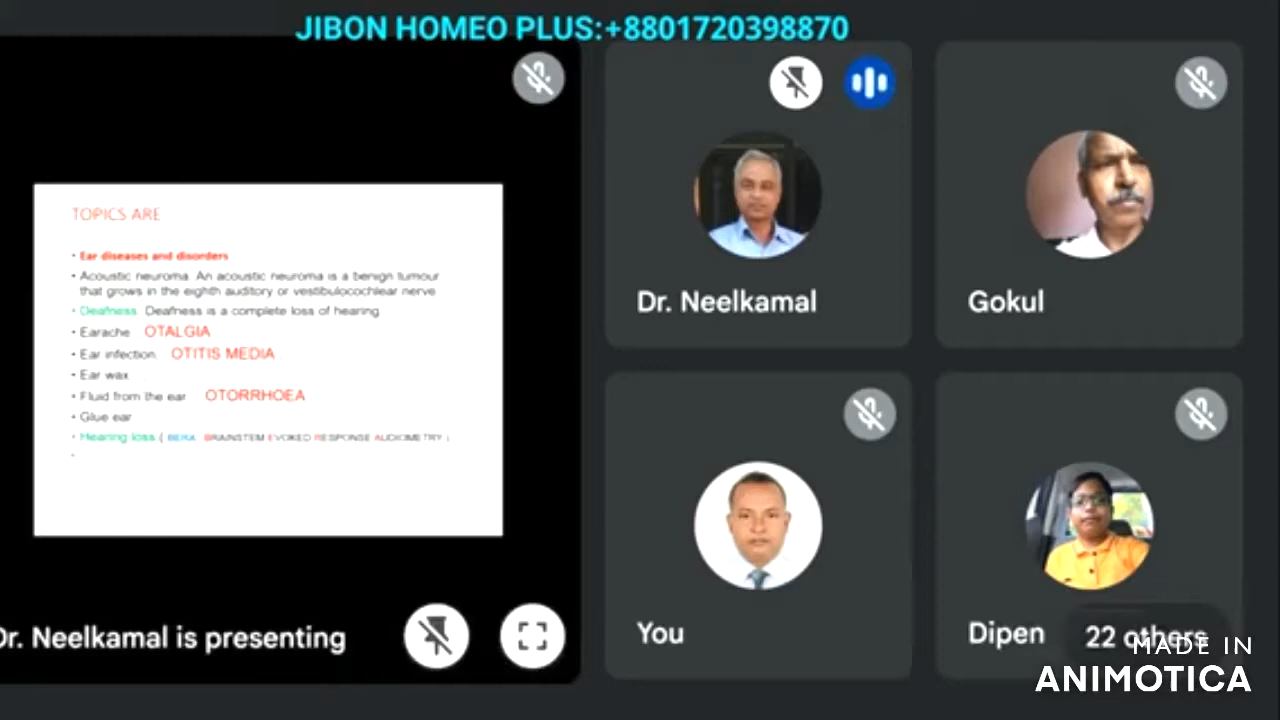 JIBON HOMEO PLUS:+8801720398870
TOPICS ARE
• Ear diseases and disorders
• Acoustic neuroma An acoustic neuroma is a benign tumour
that grows in the eighth auditory or vestibulocochlear nerve
• Deafness Deafness is a complete loss of hearing
• Earache OTALGIA
• Ear infection OTITIS MEDIA
• Ear wax
• Fluid from the ear OTORRHOEA
• Glue ear
• Hearing loss ( BERA BRAINSTEM EVOKED RESPONSE AUDIOMETRY )
Dr. Neelkamal is presenting
Dr. Neelkamal
Gokul
You
Dipen
22 others
MADE IN
ANIMOTICA